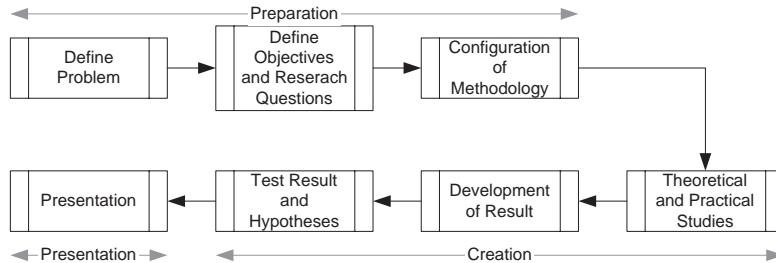 Preparation
Define
Problem
Define
Objectives
and Reserach
Questions
Configuration
of
Methodology
Presentation
Test Result
and
Hypotheses
Development
of Result
Theoretical
and Practical
Studies
Presentation
Creation